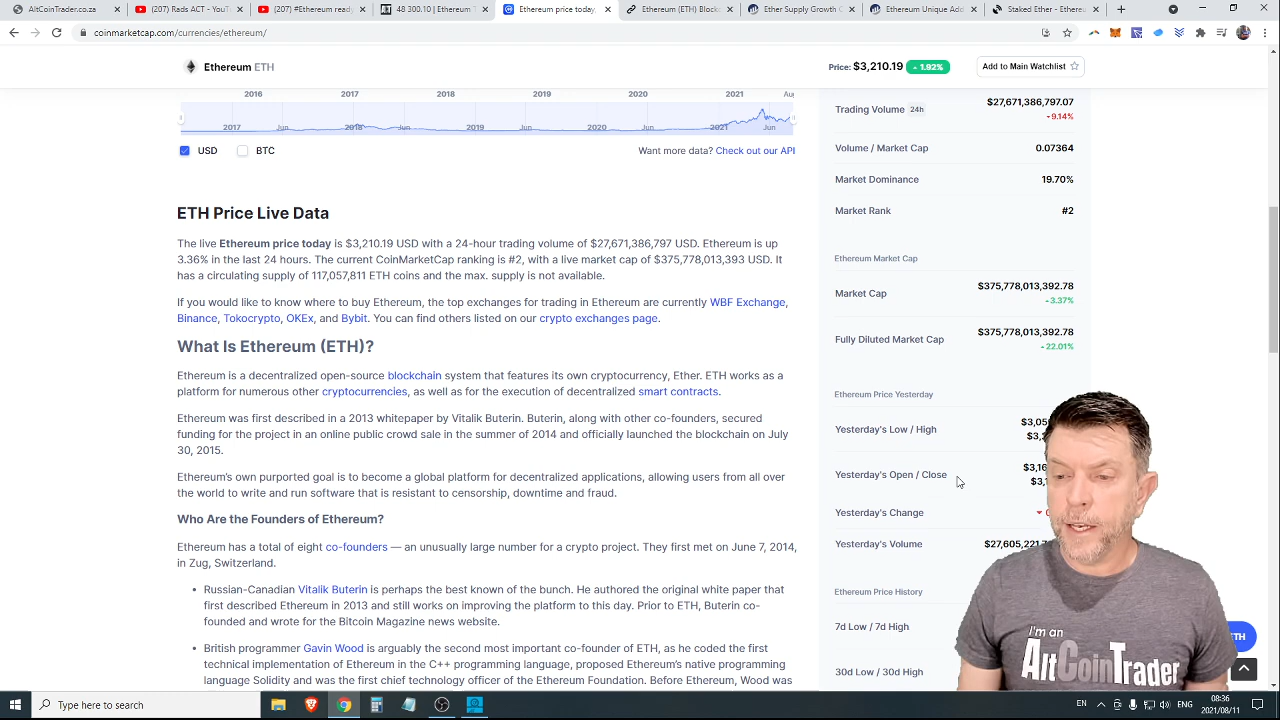 AltCoinTrader.co.za
(207) Rads ACT - YouT
(207) #Ethereum ready
48 300.10 | Ethereum T
Ethereum price today,
Ethereum (ETH) Block
Ether Supply Growth C
Ethereum Unique Add
Staked Ether - Ethereu
coinmarketcap.com/currencies/ethereum/
Ethereum ETH
Price: $3,210.19 1.92%
Add to Main Watchlist
2016 2017 2018 2019 2020 2021 Aug
2017 Jun 2018 Jun 2019 Jun 2020 Jun 2021 Jun
USD BTC
Want more data? Check out our API
ETH Price Live Data
The live Ethereum price today is $3,210.19 USD with a 24-hour trading volume of $27,671,386,797 USD. Ethereum is up
3.36% in the last 24 hours. The current CoinMarketCap ranking is #2, with a live market cap of $375,778,013,393 USD. It
has a circulating supply of 117,057,811 ETH coins and the max. supply is not available.
If you would like to know where to buy Ethereum, the top exchanges for trading in Ethereum are currently WBF Exchange,
Binance, Tokocrypto, OKEx, and Bybit. You can find others listed on our crypto exchanges page.
What Is Ethereum (ETH)?
Ethereum is a decentralized open-source blockchain system that features its own cryptocurrency, Ether. ETH works as a
platform for numerous other cryptocurrencies, as well as for the execution of decentralized smart contracts.
Ethereum was first described in a 2013 whitepaper by Vitalik Buterin. Buterin, along with other co-founders, secured
funding for the project in an online public crowd sale in the summer of 2014 and officially launched the blockchain on July
30, 2015.
Ethereum's own purported goal is to become a global platform for decentralized applications, allowing users from all over
the world to write and run software that is resistant to censorship, downtime and fraud.
Who Are the Founders of Ethereum?
Ethereum has a total of eight co-founders — an unusually large number for a crypto project. They first met on June 7, 2014,
in Zug, Switzerland.
• Russian-Canadian Vitalik Buterin is perhaps the best known of the bunch. He authored the original white paper that
first described Ethereum in 2013 and still works on improving the platform to this day. Prior to ETH, Buterin co-
founded and wrote for the Bitcoin Magazine news website.
• British programmer Gavin Wood is arguably the second most important co-founder of ETH, as he coded the first
technical implementation of Ethereum in the C++ programming language, proposed Ethereum's native programming
language Solidity and was the first chief technology officer of the Ethereum Foundation. Before Ethereum, Wood was
Trading Volume 24h
$27,671,386,797.07
9.14%
Volume / Market Cap 0.07364
Market Dominance 19.70%
Market Rank #2
Ethereum Market Cap
Market Cap
$375,778,013,392.78
3.37%
Fully Diluted Market Cap
$375,778,013,392.78
22.01%
Ethereum Price Yesterday
Yesterday's Low / High
$3,05
$3,2
Yesterday's Open / Close
$3,16
$3,1
Yesterday's Change
Yesterday's Volume $27,605,221,7
Ethereum Price History
7d Low / 7d High
30d Low / 30d High
I'm an
AltCoinTrader
ETH
Type here to search
EN
ENG
08:36
2021/08/11